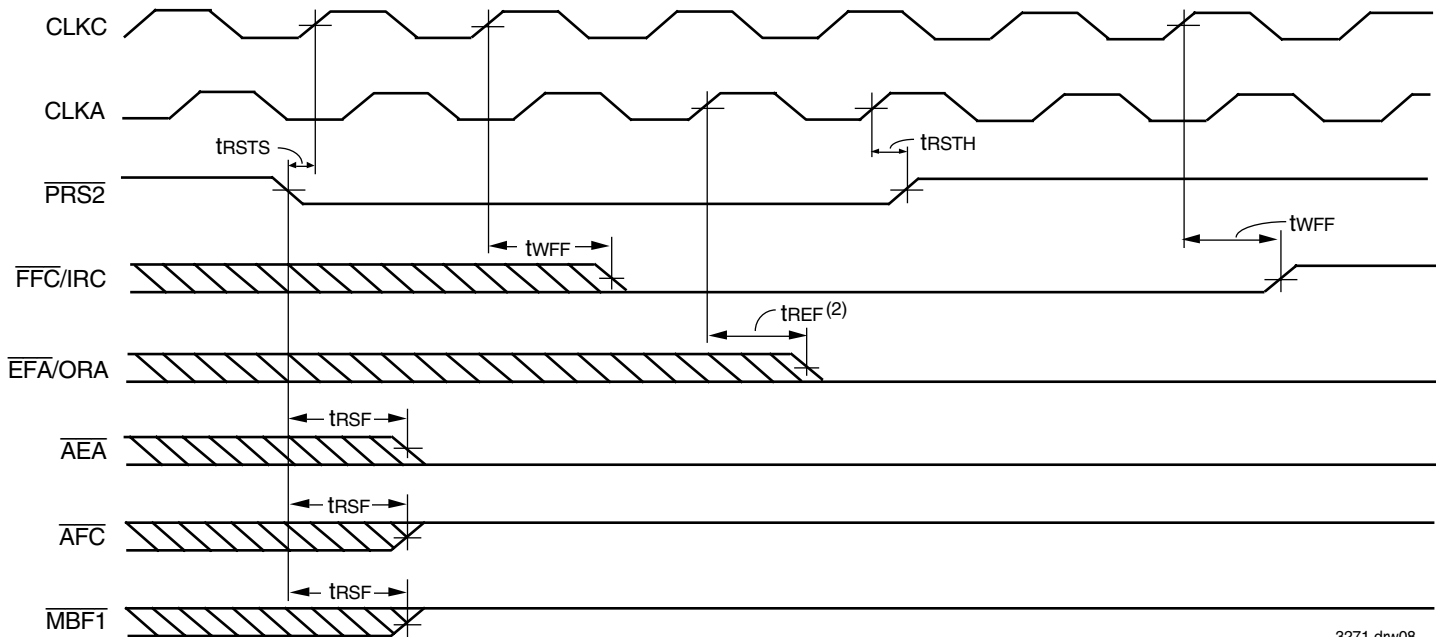 CLKC
CLKA
tRSTS
tRSTH
PRS2
tWFF
tWFF
FFC/IRC
tREF(2)
EFA/ORA
tRSF
AEA
tRSF
AFC
tRSF
MBF1
3271 drw08